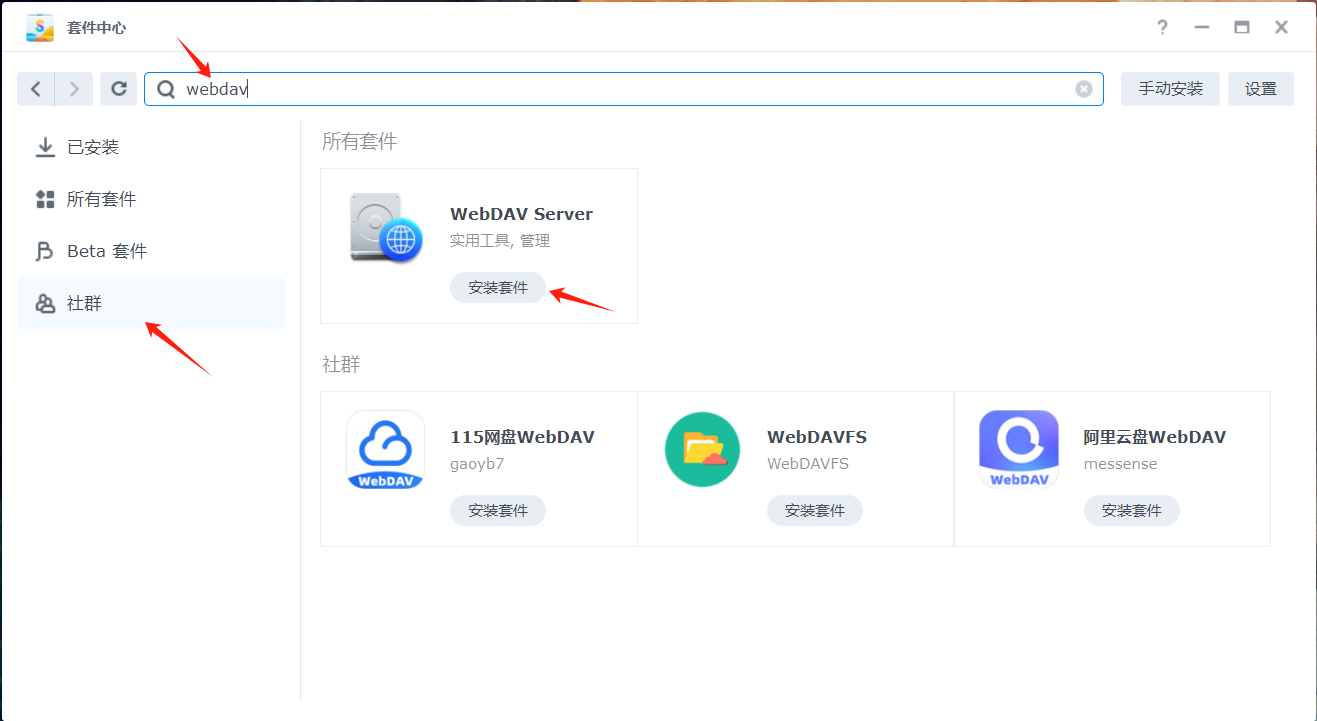 套件中心
webdav
手动安装
设置
已安装
所有套件
Beta 套件
社群
所有套件
WebDAV Server
实用工具, 管理
安装套件
社群
WebDAV
115网盘WebDAV
gaoyb7
安装套件
WebDAVFS
WebDAVFS
安装套件
WebDAV
阿里云盘WebDAV
messense
安装套件